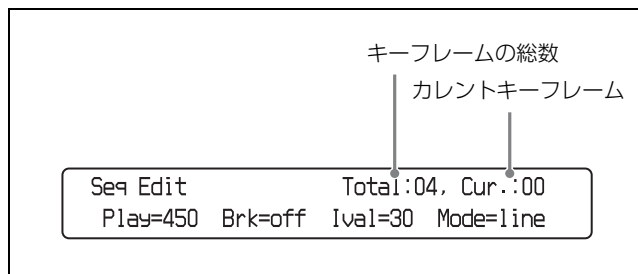 キーフレームの総数
カレントキーフレーム
Seq Edit Total:04, Cur.:00
Play=450 Brk=off Ival=30 Mode=line